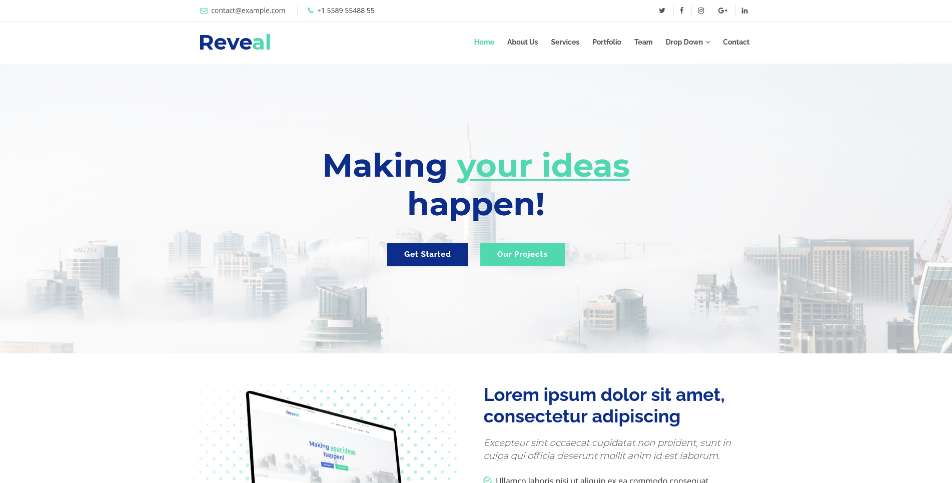 contact@example.com +1 5589 55488 55
Reveal
Home About Us Services Portfolio Team Drop Down Contact
Making your ideas
happen!
Get Started Our Projects
Lorem ipsum dolor sit amet,
consectetur adipiscing
Excepteur sint occaecat cupidatat non proident, sunt in
culpa qui officia deserunt mollit anim id est laborum.
Reveal
Making your ideas
happen!
Ullamco laboris nisi ut aliquip ex ea commodo consequat.